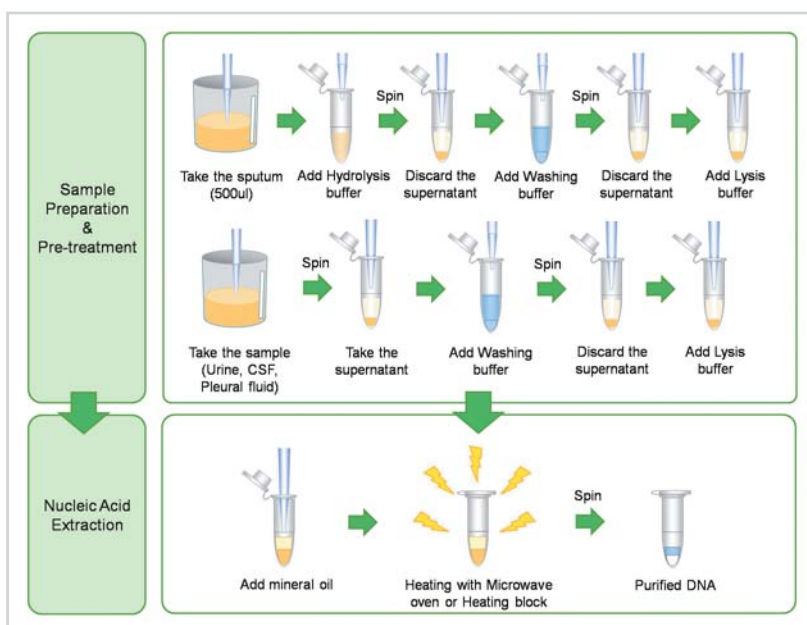 Sample
Preparation
&
Pre-treatment
Spin
Spin
Take the sputum
(500ul)
Add Hydrolysis
buffer
Discard the
supernatant
Add Washing
buffer
Discard the
supernatant
Add Lysis
buffer
Spin
Spin
Take the sample
(Urine, CSF,
Pleural fluid)
Take the
supernatant
Add Washing
buffer
Discard the
supernatant
Add Lysis
buffer
Nucleic Acid
Extraction
Spin
Add mineral oil
Heating with Microwave
oven or Heating block
Purified DNA